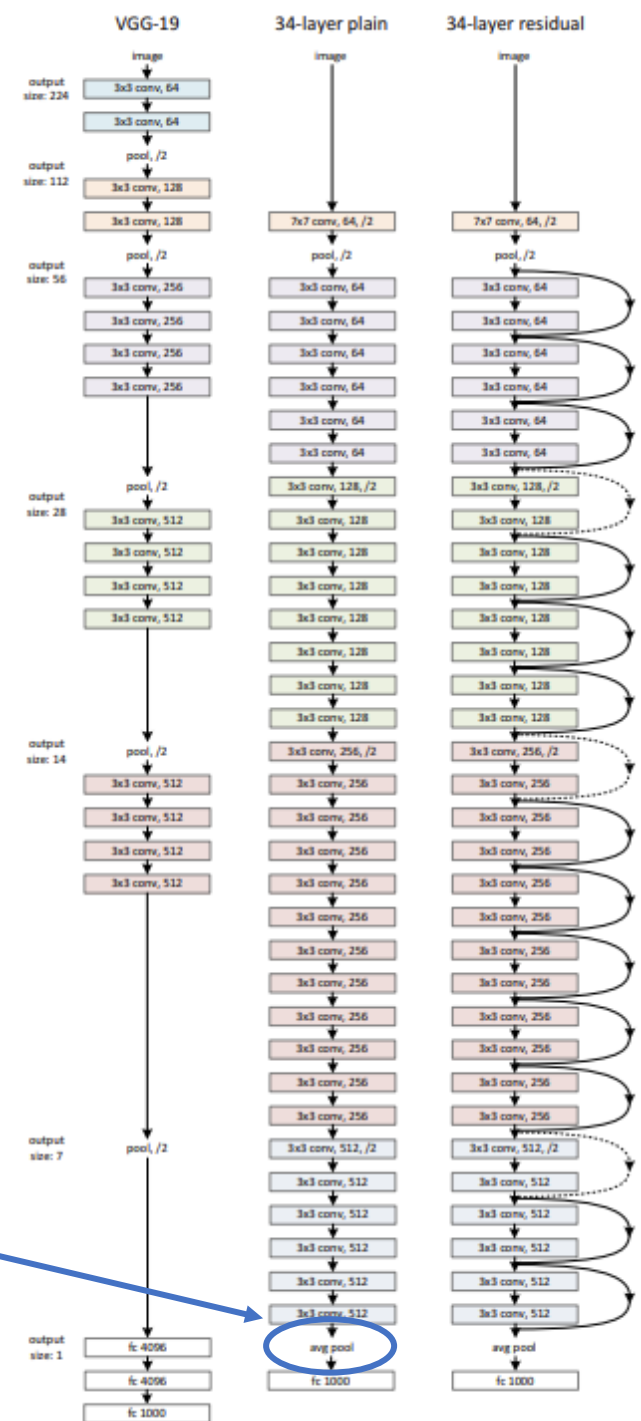 VGG-19
image
output
size: 224
3x3 conv, 64
3x3 conv, 64
pool, /2
output
size: 112
3x3 conv, 128
3x3 conv, 128
pool, /2
output
size: 56
3x3 conv, 256
3x3 conv, 256
3x3 conv, 256
3x3 conv, 256
pool, /2
output
size: 28
3x3 conv, 512
3x3 conv, 512
3x3 conv, 512
3x3 conv, 512
output
size: 14
pool, /2
3x3 conv, 512
3x3 conv, 512
3x3 conv, 512
3x3 conv, 512
output
size: 7
pool, /2
output
size: 1
fc 4096
fc 4096
fc 1000
34-layer plain
image
7x7 conv, 64, /2
pool, /2
3x3 conv, 64
3x3 conv, 64
3x3 conv, 64
3x3 conv, 64
3x3 conv, 64
3x3 conv, 64
3x3 conv, 128, /2
3x3 conv, 128
3x3 conv, 128
3x3 conv, 128
3x3 conv, 128
3x3 conv, 128
3x3 conv, 128
3x3 conv, 128
3x3 conv, 256, /2
3x3 conv, 256
3x3 conv, 256
3x3 conv, 256
3x3 conv, 256
3x3 conv, 256
3x3 conv, 256
3x3 conv, 256
3x3 conv, 256
3x3 conv, 256
3x3 conv, 256
3x3 conv, 256
3x3 conv, 512, /2
3x3 conv, 512
3x3 conv, 512
3x3 conv, 512
3x3 conv, 512
3x3 conv, 512
avg pool
fc 1000
34-layer residual
image
7x7 conv, 64, /2
pool, /2
3x3 conv, 64
3x3 conv, 64
3x3 conv, 64
3x3 conv, 64
3x3 conv, 64
3x3 conv, 64
3x3 conv, 128, /2
3x3 conv, 128
3x3 conv, 128
3x3 conv, 128
3x3 conv, 128
3x3 conv, 128
3x3 conv, 128
3x3 conv, 128
3x3 conv, 256, /2
3x3 conv, 256
3x3 conv, 256
3x3 conv, 256
3x3 conv, 256
3x3 conv, 256
3x3 conv, 256
3x3 conv, 256
3x3 conv, 256
3x3 conv, 256
3x3 conv, 256
3x3 conv, 256
3x3 conv, 512, /2
3x3 conv, 512
3x3 conv, 512
3x3 conv, 512
3x3 conv, 512
3x3 conv, 512
avg pool
fc 1000